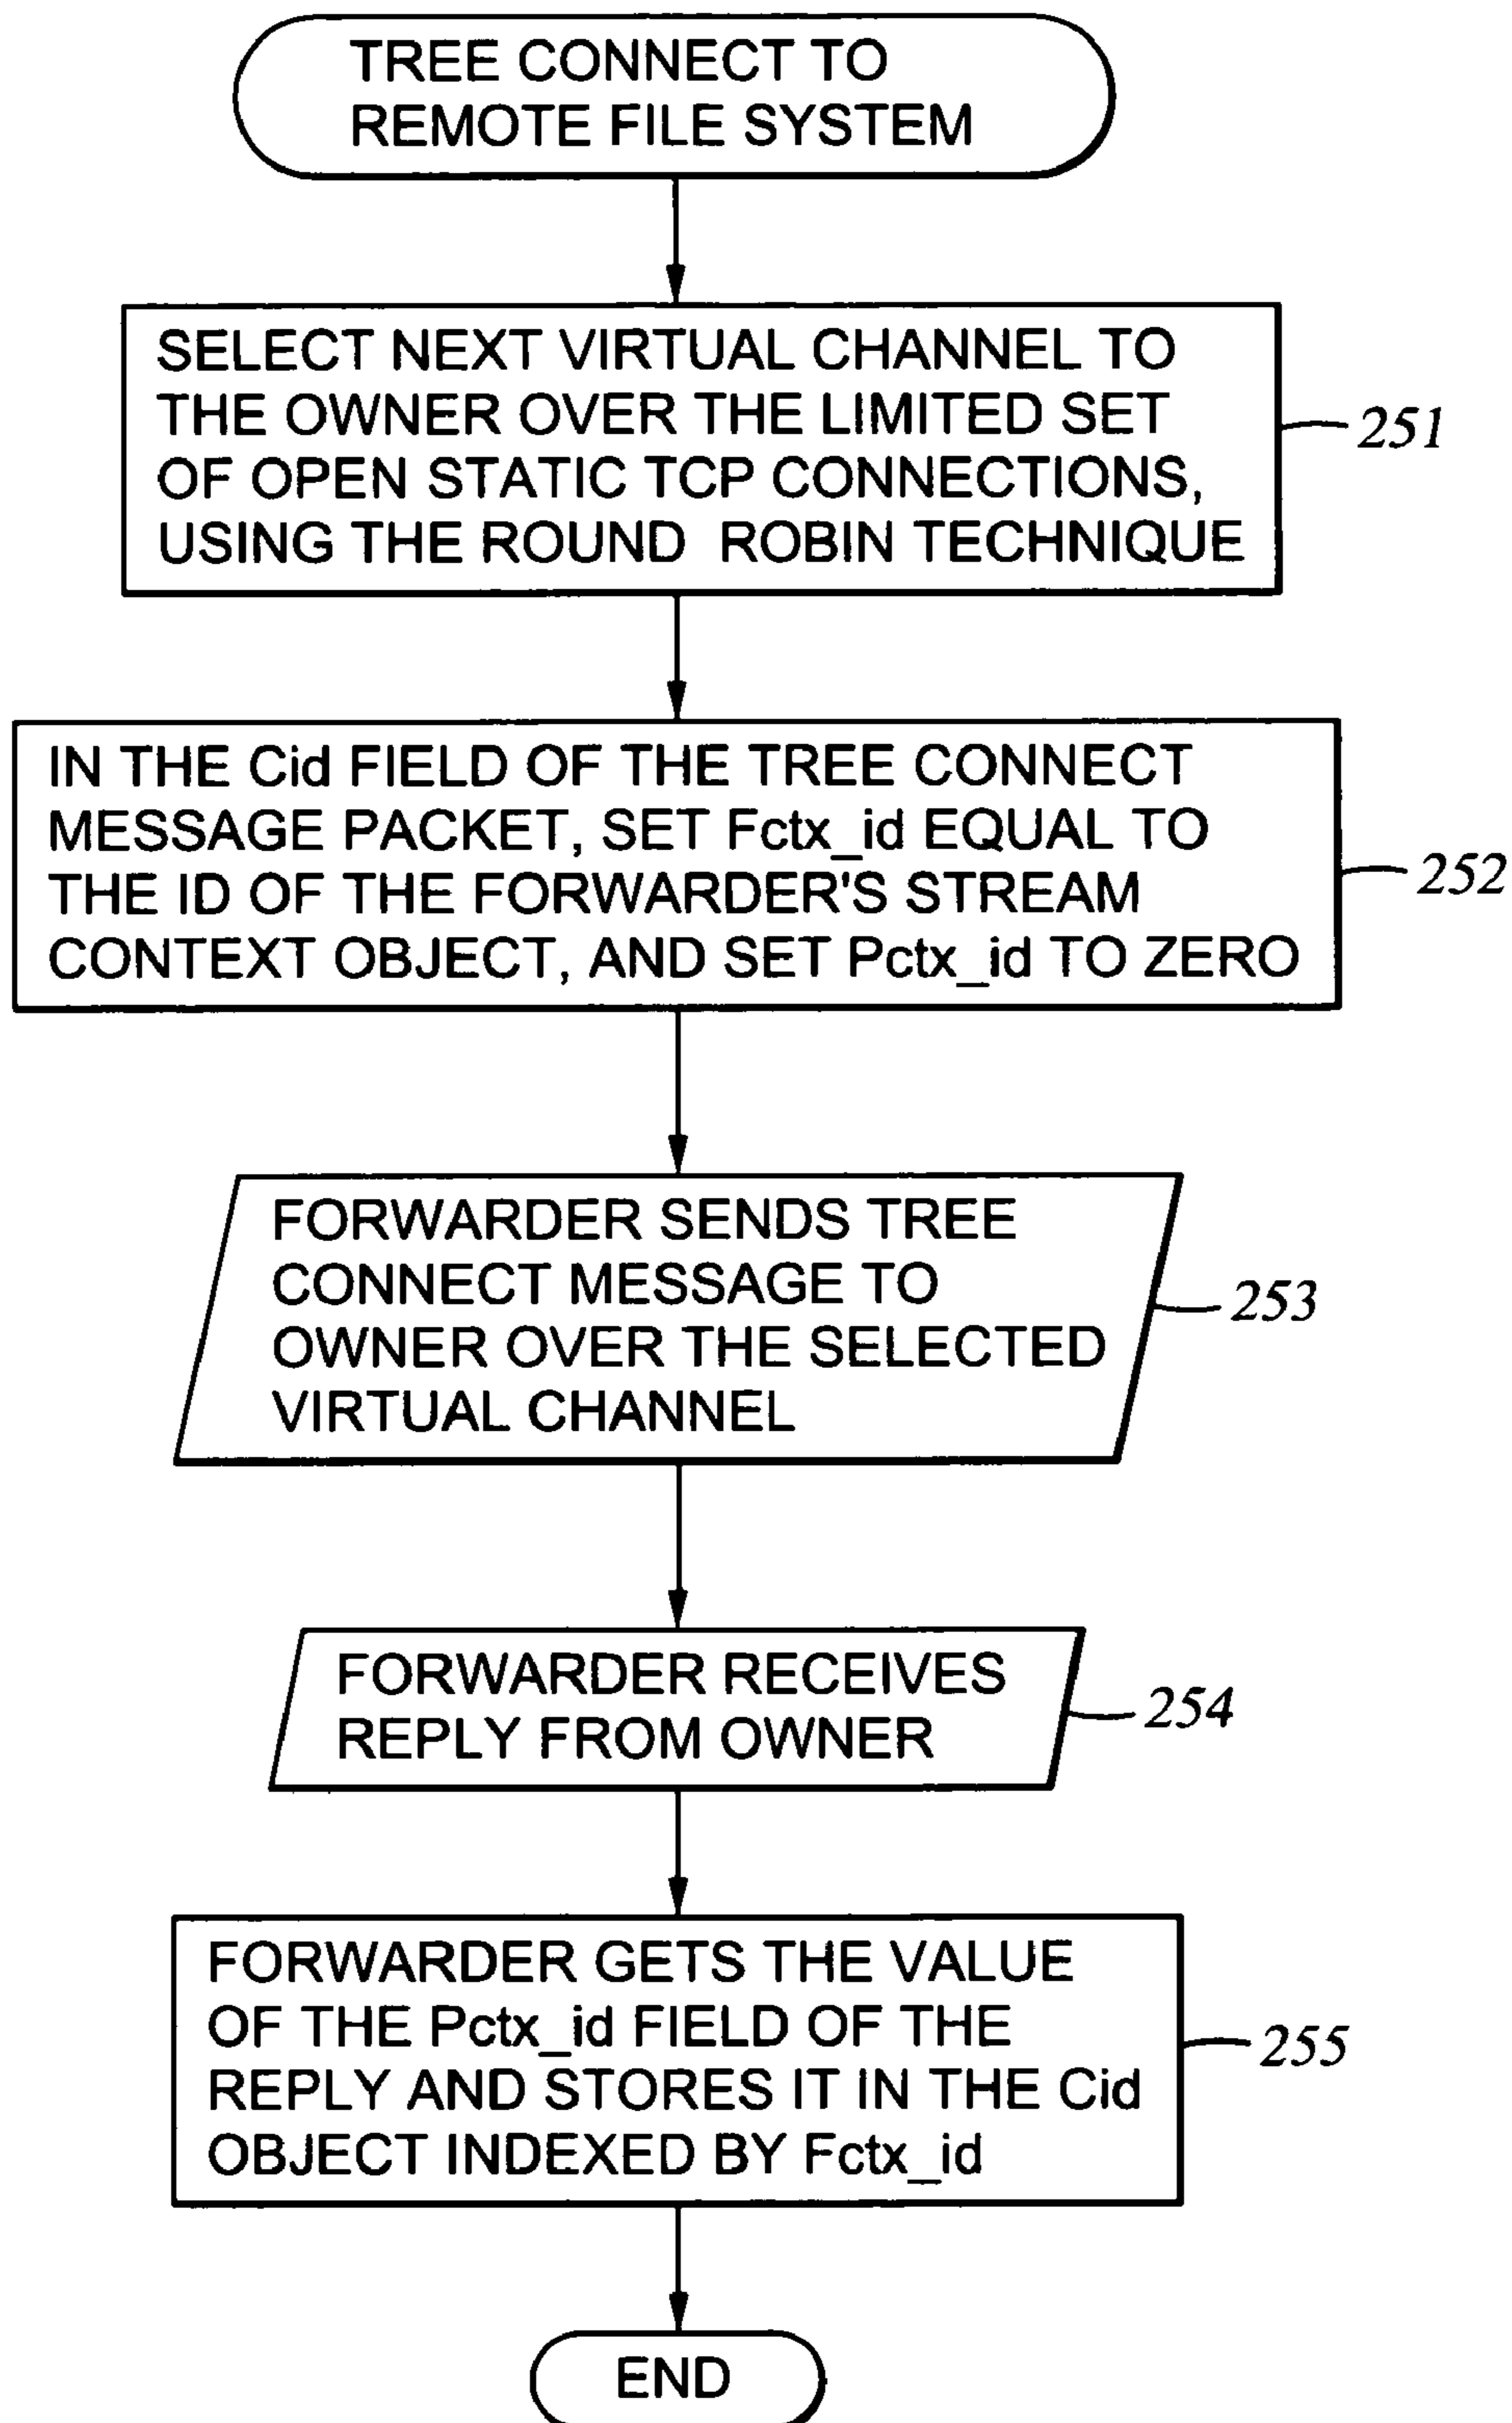 TREE CONNECT TO
REMOTE FILE SYSTEM
SELECT NEXT VIRTUAL CHANNEL TO
THE OWNER OVER THE LIMITED SET
OF OPEN STATIC TCP CONNECTIONS,
USING THE ROUND ROBIN TECHNIQUE
251
IN THE Cid FIELD OF THE TREE CONNECT
MESSAGE PACKET, SET Fctx_id EQUAL TO
THE ID OF THE FORWARDER'S STREAM
CONTEXT OBJECT, AND SET Pctx_id TO ZERO
252
FORWARDER SENDS TREE
CONNECT MESSAGE TO
OWNER OVER THE SELECTED
VIRTUAL CHANNEL
253
FORWARDER RECEIVES
REPLY FROM OWNER
254
FORWARDER GETS THE VALUE
OF THE Pctx_id FIELD OF THE
REPLY AND STORES IT IN THE Cid
OBJECT INDEXED BY Fctx_id
255
END